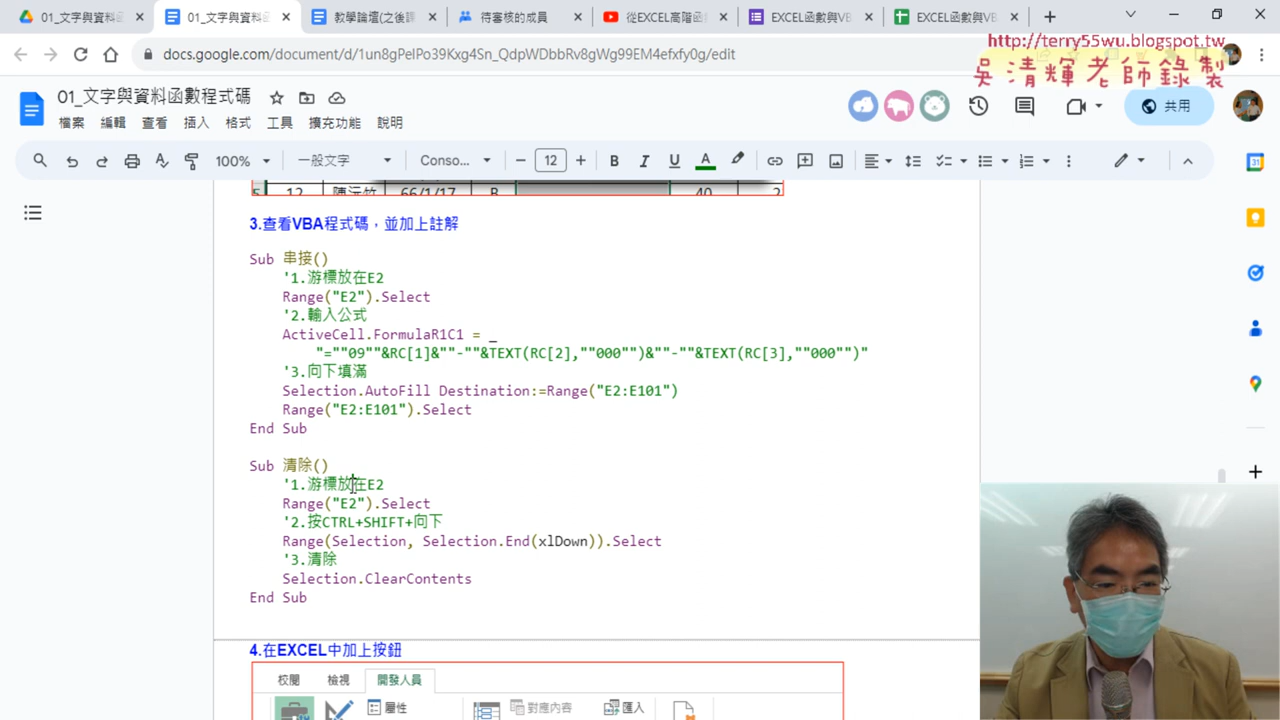 01_文字與資料
01_文字與資料函
教學論壇(之後課
待審核的成員
從EXCEL高階函
EXCEL函數與VB
EXCEL函數與VB
docs.google.com/document/d/1un8gPelPo39Kxg4Sn_QdpWDbbRv8gWg99EM4efxfy0g/edit
http://terry55wu.blogspot.tw
吳清輝老師錄製
01_文字與資料函數程式碼
共用
檔案 編輯 查看 插入 格式 工具 擴充功能 說明
100% 一般文字 Conso... 12 B I U A
5 12 陳沅竹 66/1/17 B 40 2
3.查看VBA程式碼，並加上註解
Sub 串接()
'1.游標放在E2
Range("E2").Select
'2.輸入公式
ActiveCell.FormulaR1C1 = _
"=""09""&RC[1]&""-""&TEXT(RC[2],""000"")&""-""&TEXT(RC[3],""000"")"
'3.向下填滿
Selection.AutoFill Destination:=Range("E2:E101")
Range("E2:E101").Select
End Sub
Sub 清除()
'1.游標放在E2
Range("E2").Select
'2.按CTRL+SHIFT+向下
Range(Selection, Selection.End(xlDown)).Select
'3.清除
Selection.ClearContents
End Sub
4.在EXCEL中加上按鈕
校閱 檢視 開發人員
屬性 對應內容 匯入